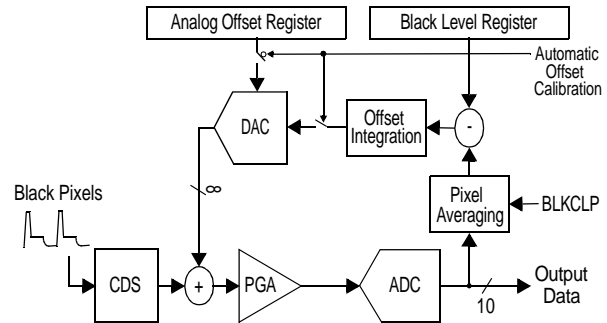 Analog Offset Register
Black Level Register
Automatic
Offset
Calibration
DAC
Offset
Integration
-
Black Pixels
8
Pixel
Averaging
BLKCLP
CDS
+
PGA
ADC
10
Output
Data